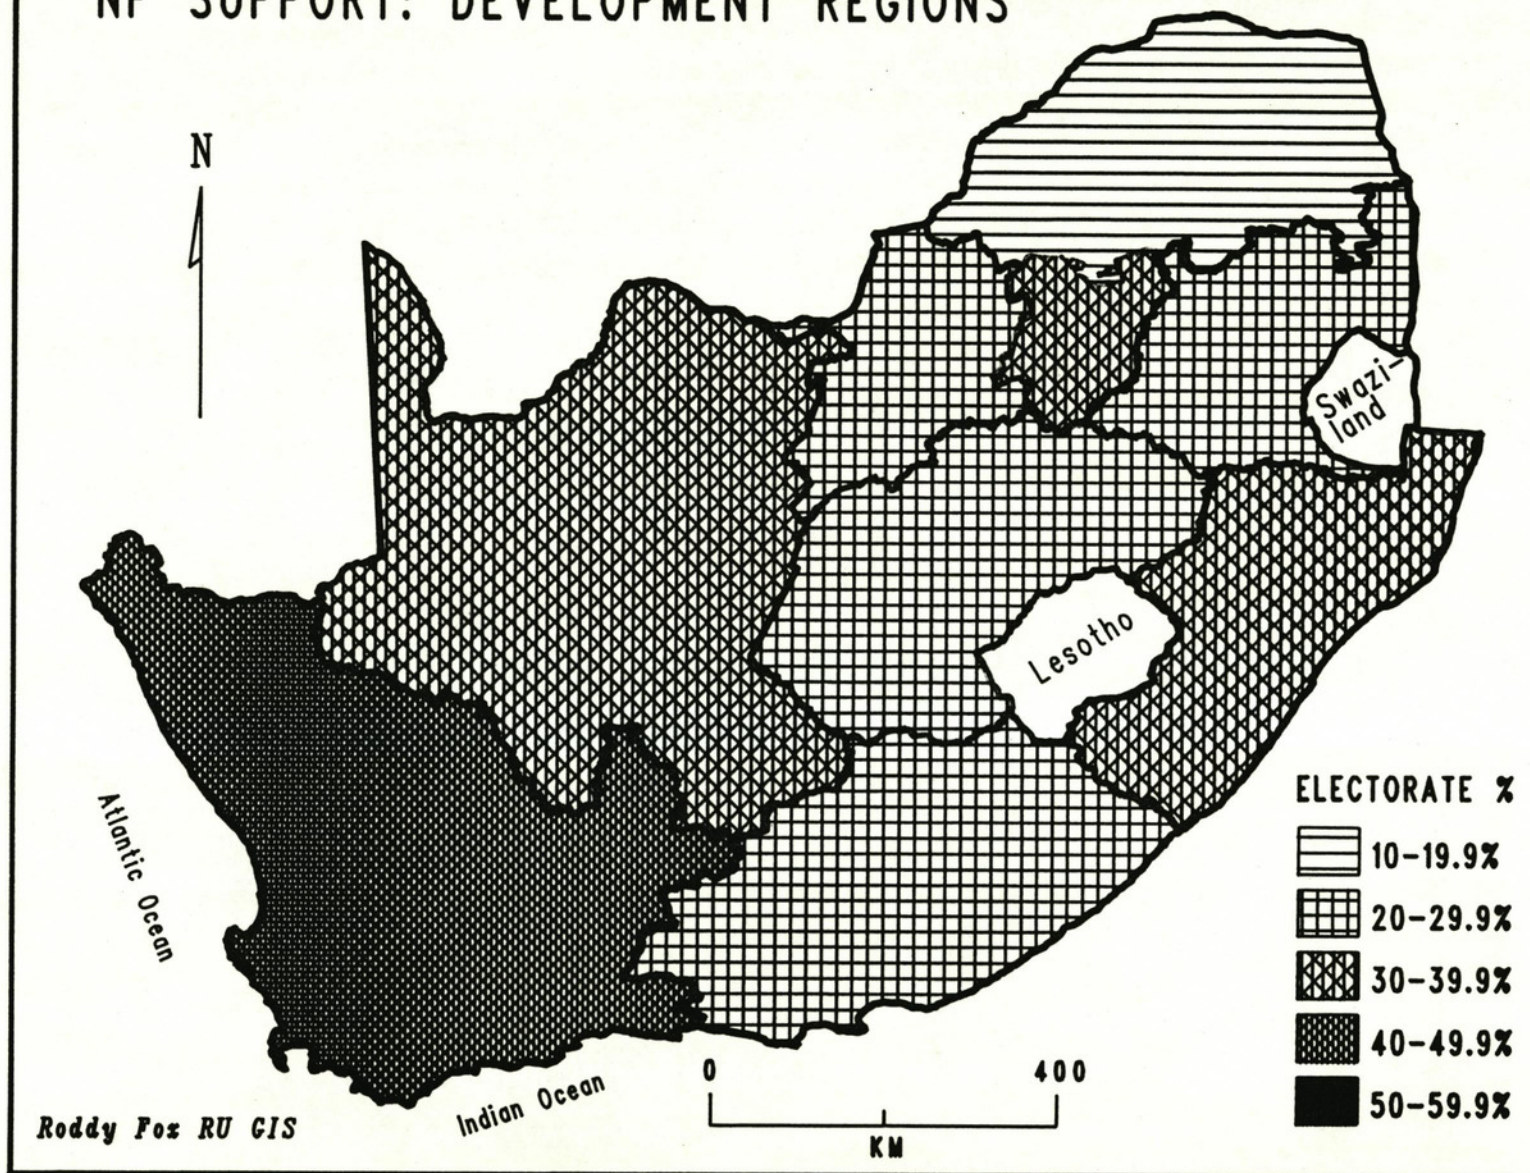 NP SUPPORT: DEVELOPMENT REGIONS
N
Swazi-
land
Lesotho
Atlantic Ocean
Indian Ocean
ELECTORATE %
10-19.9%
20-29.9%
30-39.9%
40-49.9%
50-59.9%
0 400
KM
Roddy Fox RU GIS